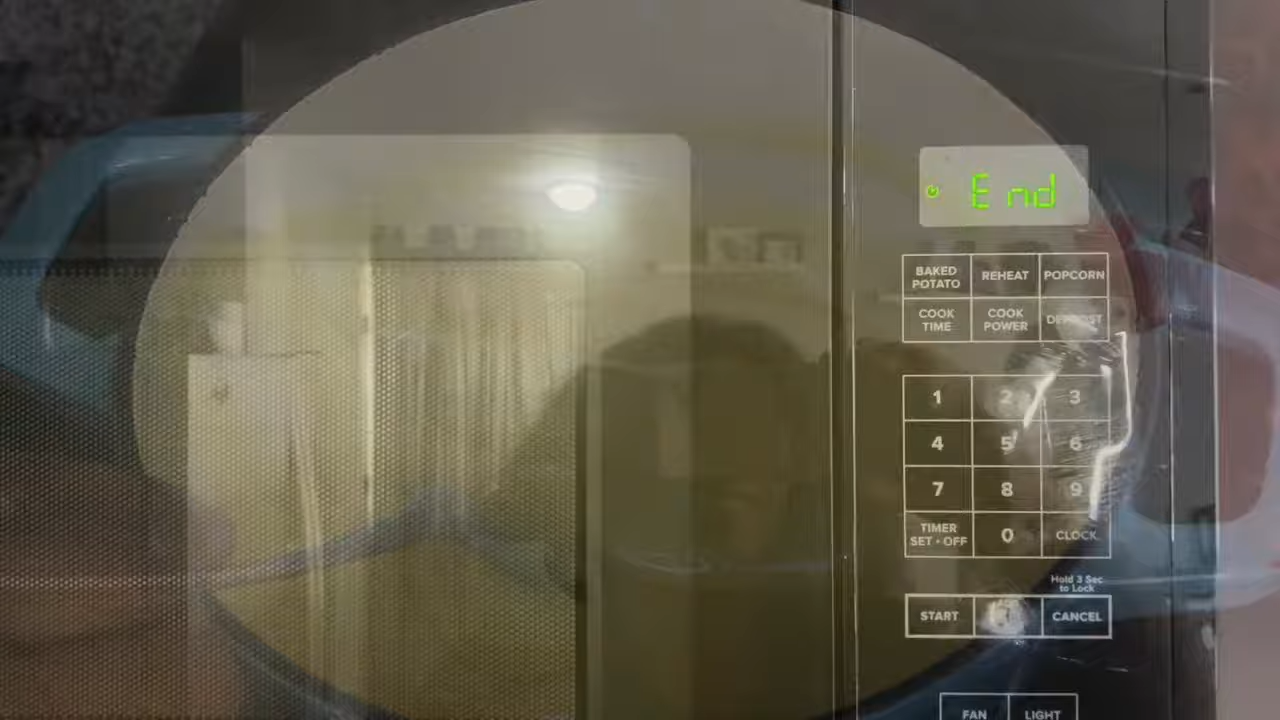 End
BAKED POTATO REHEAT POPCORN
COOK TIME COOK POWER DEFROST
1 2 3
4 5 6
7 8 9
TIMER SET • OFF 0 CLOCK
Hold 3 Sec to Lock
START CANCEL
FAN LIGHT